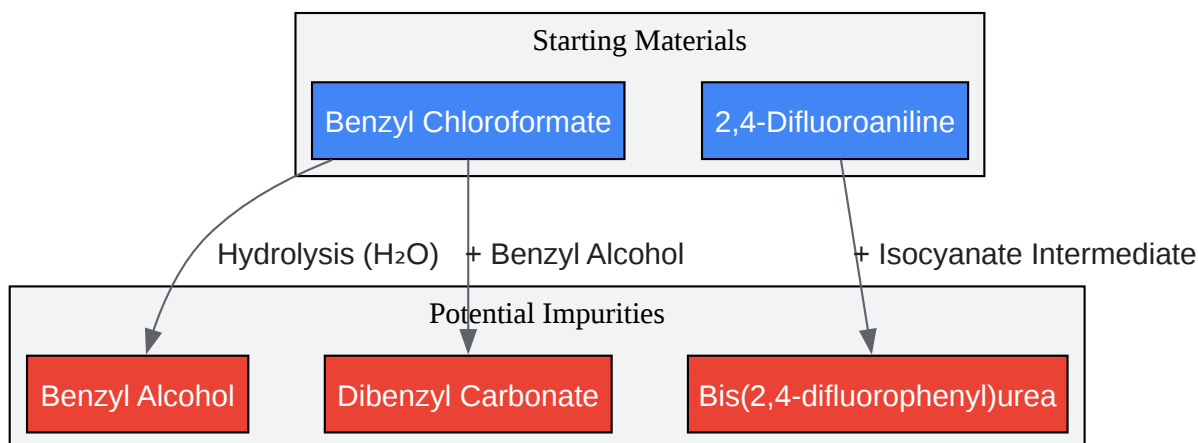 Starting Materials
Benzyl Chloroformate
2,4-Difluoroaniline
Hydrolysis (H₂O)
+ Benzyl Alcohol
+ Isocyanate Intermediate
Potential Impurities
Benzyl Alcohol
Dibenzyl Carbonate
Bis(2,4-difluorophenyl)urea